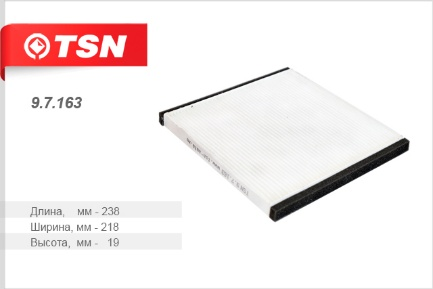 TSN
9.7.163
Длина, мм - 238
Ширина, мм - 218
Высота, мм - 19